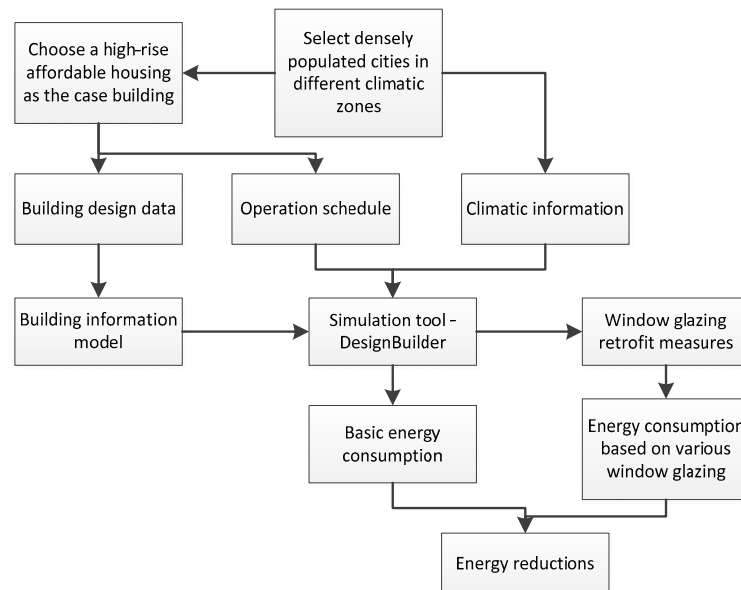 Choose a high-rise
affordable housing
as the case building
Select densely
populated cities in
different climatic
zones
Building design data
Operation schedule
Climatic information
Building information
model
Simulation tool -
DesignBuilder
Window glazing
retrofit measures
Basic energy
consumption
Energy consumption
based on various
window glazing
Energy reductions